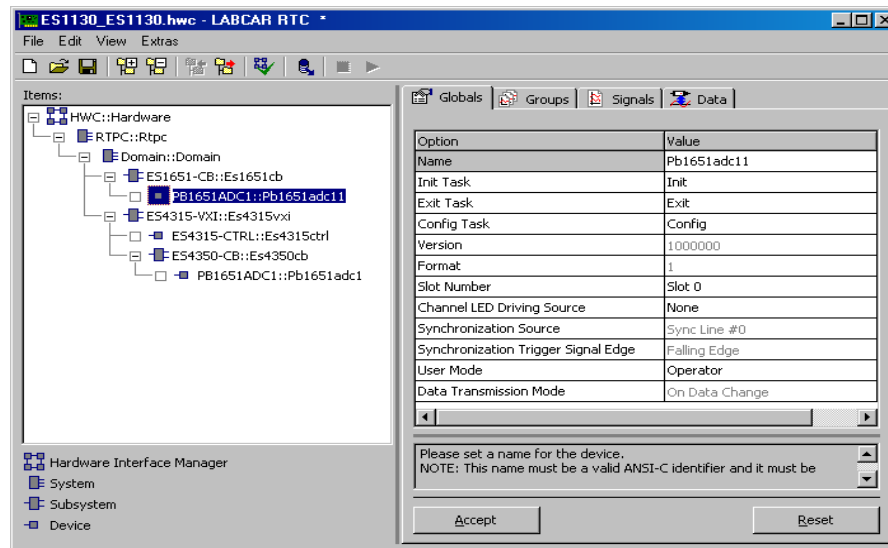 ES1130_ES1130.hwc - LABCAR RTC *
File Edit View Extras
Items:
HWC::Hardware
RTPC::Rtpc
Domain::Domain
ES1651-CB::Es1651cb
PB1651ADC1::Pb1651adc11
ES4315-VXI::Es4315vxi
ES4315-CTRL::Es4315ctrl
ES4350-CB::Es4350cb
PB1651ADC1::Pb1651adc1
Hardware Interface Manager
System
Subsystem
Device
Globals Groups Signals Data
Option Value
Name Pb1651adc11
Init Task Init
Exit Task Exit
Config Task Config
Version 1000000
Format 1
Slot Number Slot 0
Channel LED Driving Source None
Synchronization Source Sync Line #0
Synchronization Trigger Signal Edge Falling Edge
User Mode Operator
Data Transmission Mode On Data Change
Please set a name for the device.
NOTE: This name must be a valid ANSI-C identifier and it must be
Accept Reset